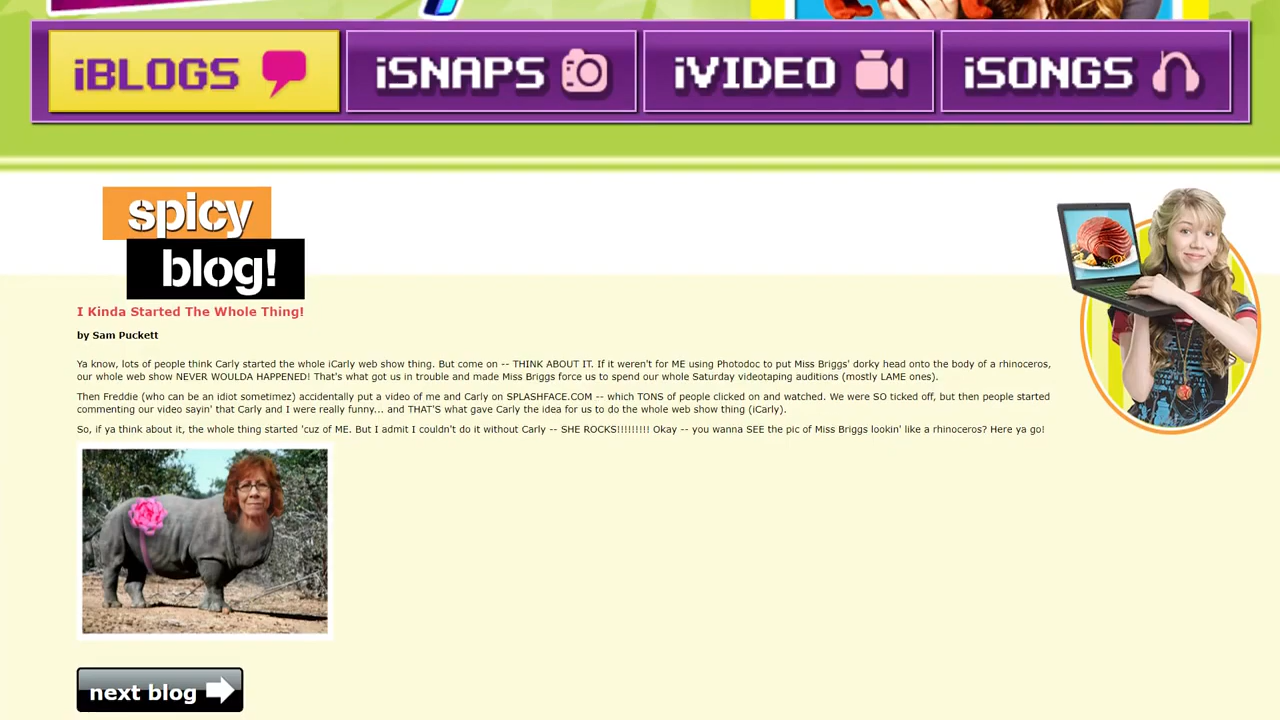 iBLOGS
iSNAPS
iVIDEO
iSONGS
spicy
blog!
I Kinda Started The Whole Thing!
by Sam Puckett
Ya know, lots of people think Carly started the whole iCarly web show thing. But come on -- THINK ABOUT IT. If it weren't for ME using Photodoc to put Miss Briggs' dorky head onto the body of a rhinoceros,
our whole web show NEVER WOULDA HAPPENED! That's what got us in trouble and made Miss Briggs force us to spend our whole Saturday videotaping auditions (mostly LAME ones).
Then Freddie (who can be an idiot sometimez) accidentally put a video of me and Carly on SPLASHFACE.COM -- which TONS of people clicked on and watched. We were SO ticked off, but then people started
commenting our video sayin' that Carly and I were really funny... and THAT'S what gave Carly the idea for us to do the whole web show thing (iCarly).
So, if ya think about it, the whole thing started 'cuz of ME. But I admit I couldn't do it without Carly -- SHE ROCKS!!!!!!!!! Okay -- you wanna SEE the pic of Miss Briggs lookin' like a rhinoceros? Here ya go!
next blog